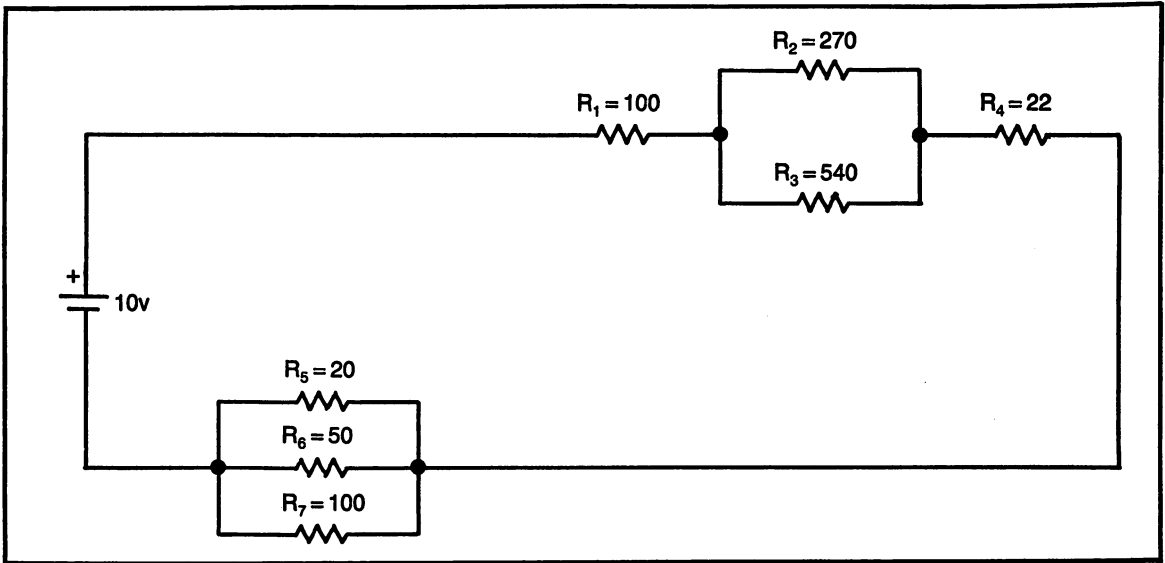 R₂=270
R₁=100
R₄=22
R₃=540
+
10v
R₅=20
R₆=50
R₇=100